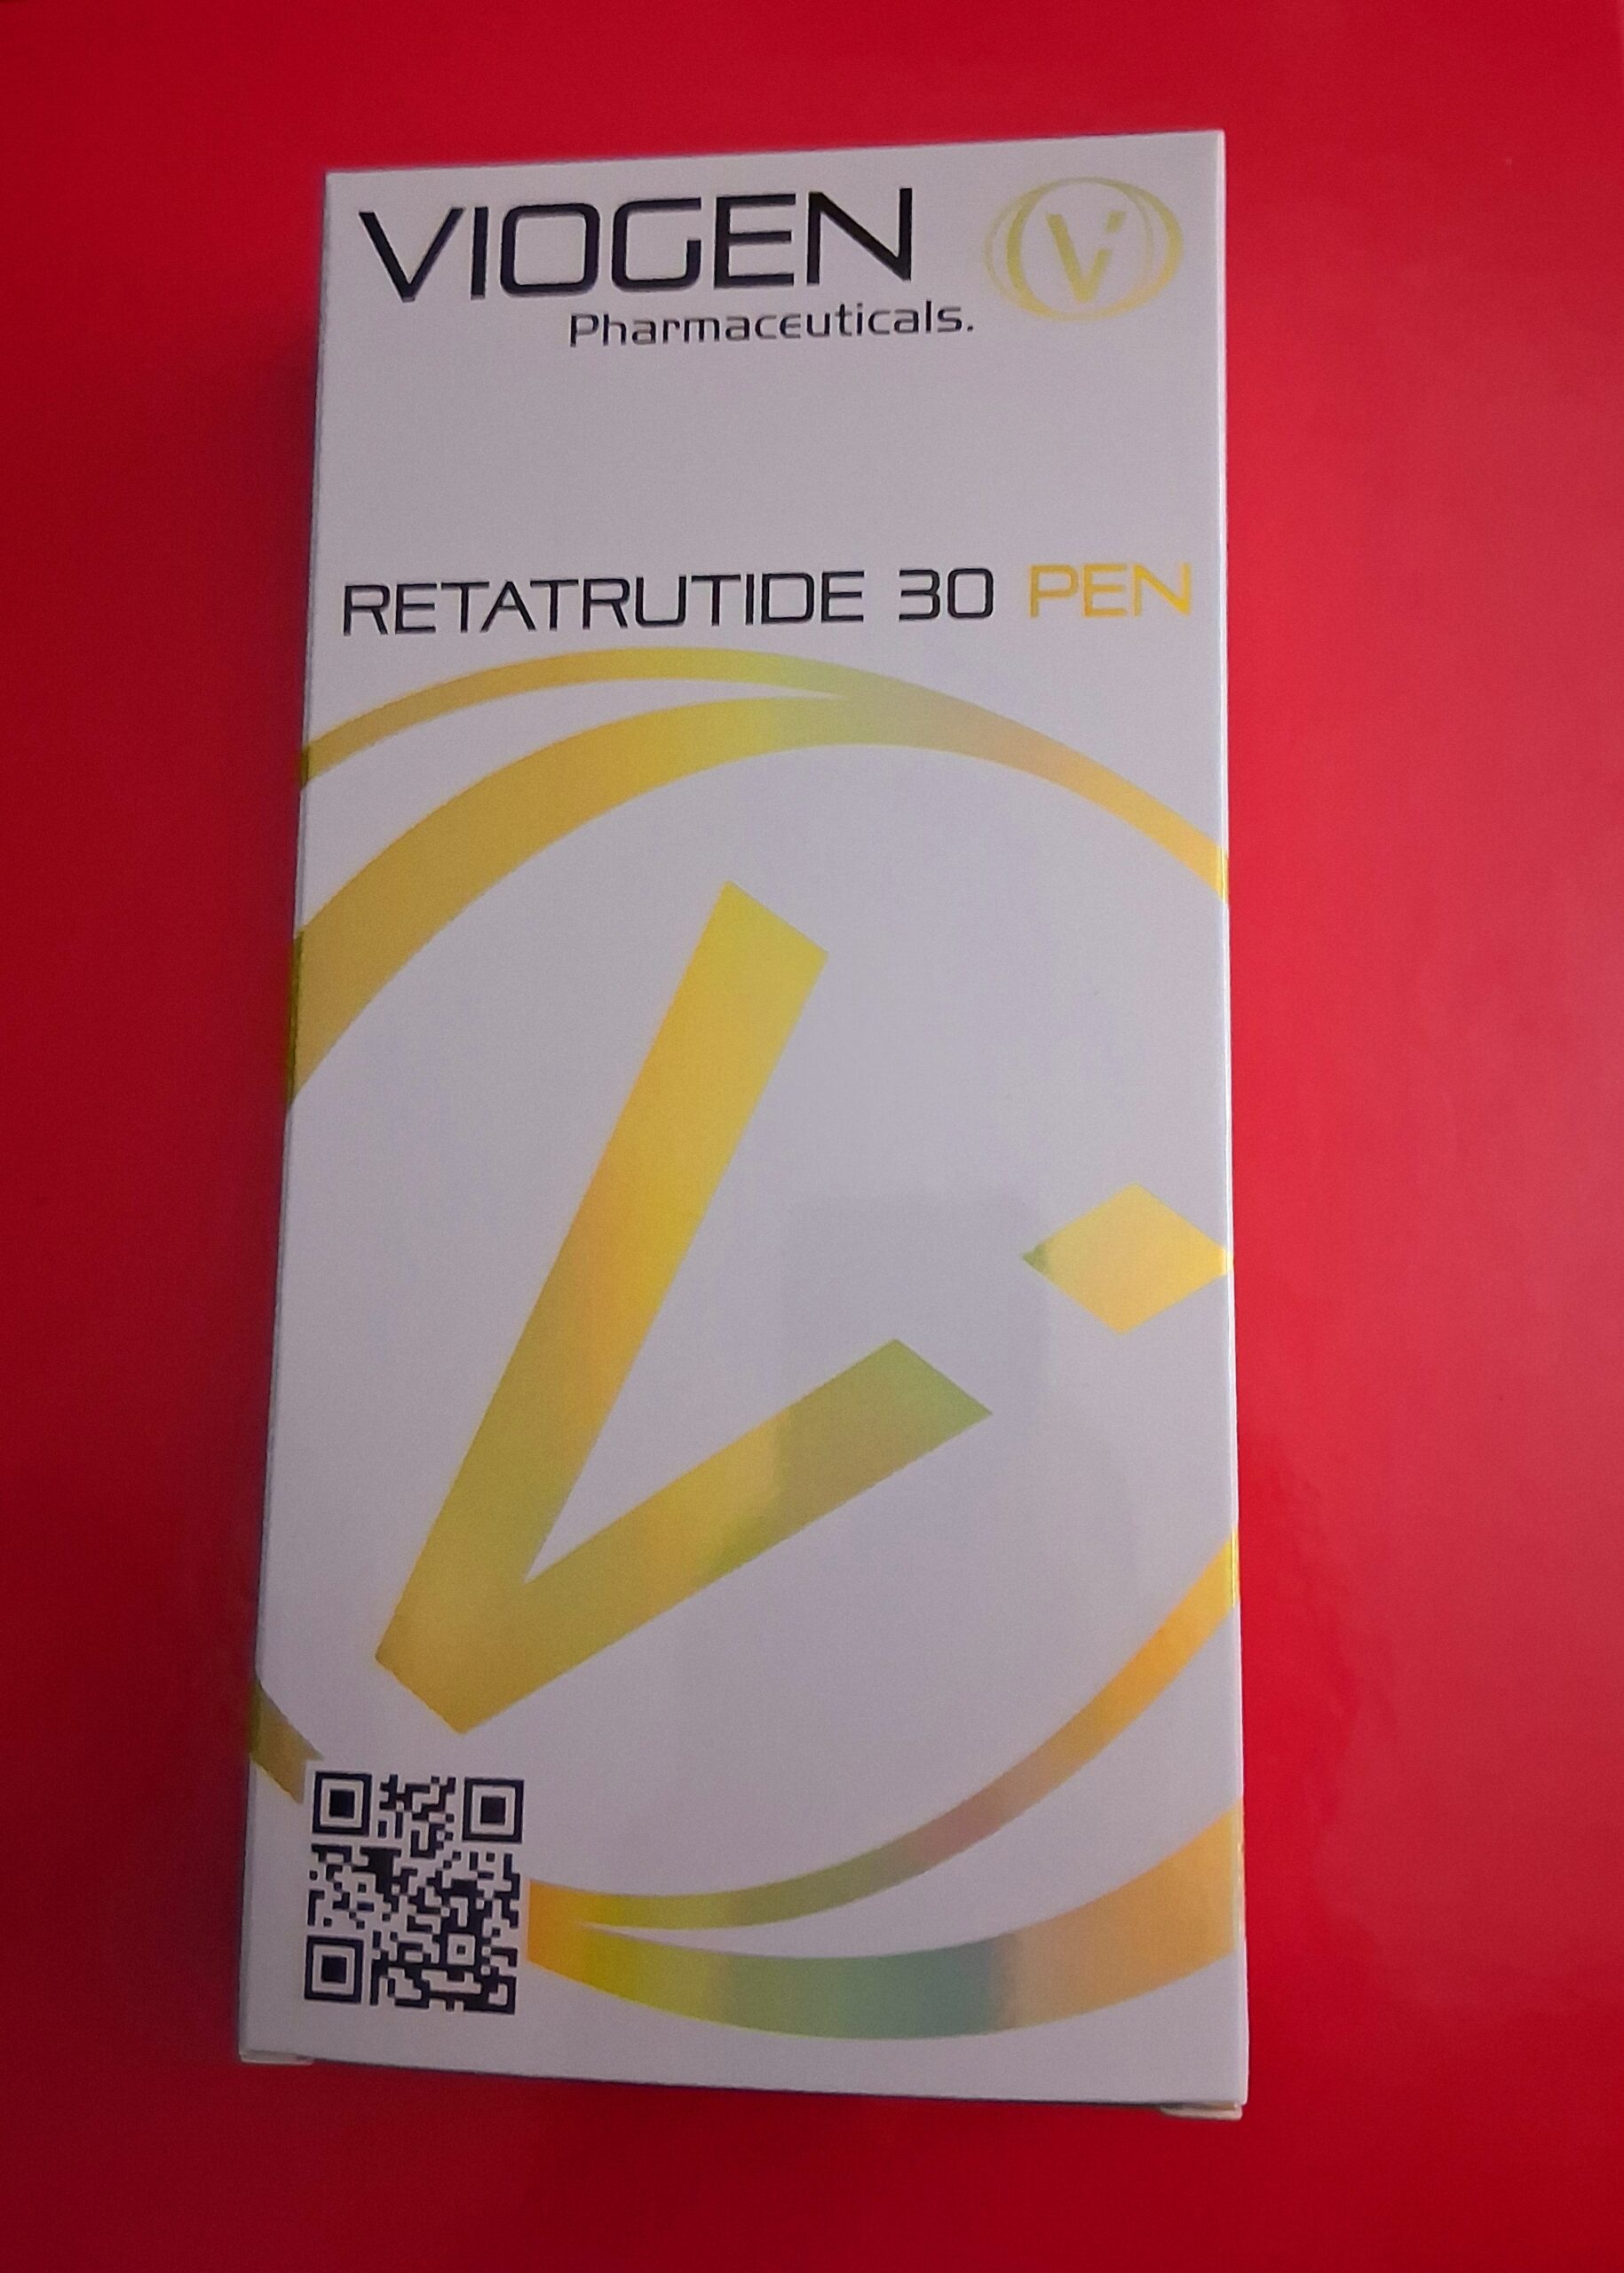 VIOGEN
Pharmaceuticals.
RETATRUTIDE 30 PEN